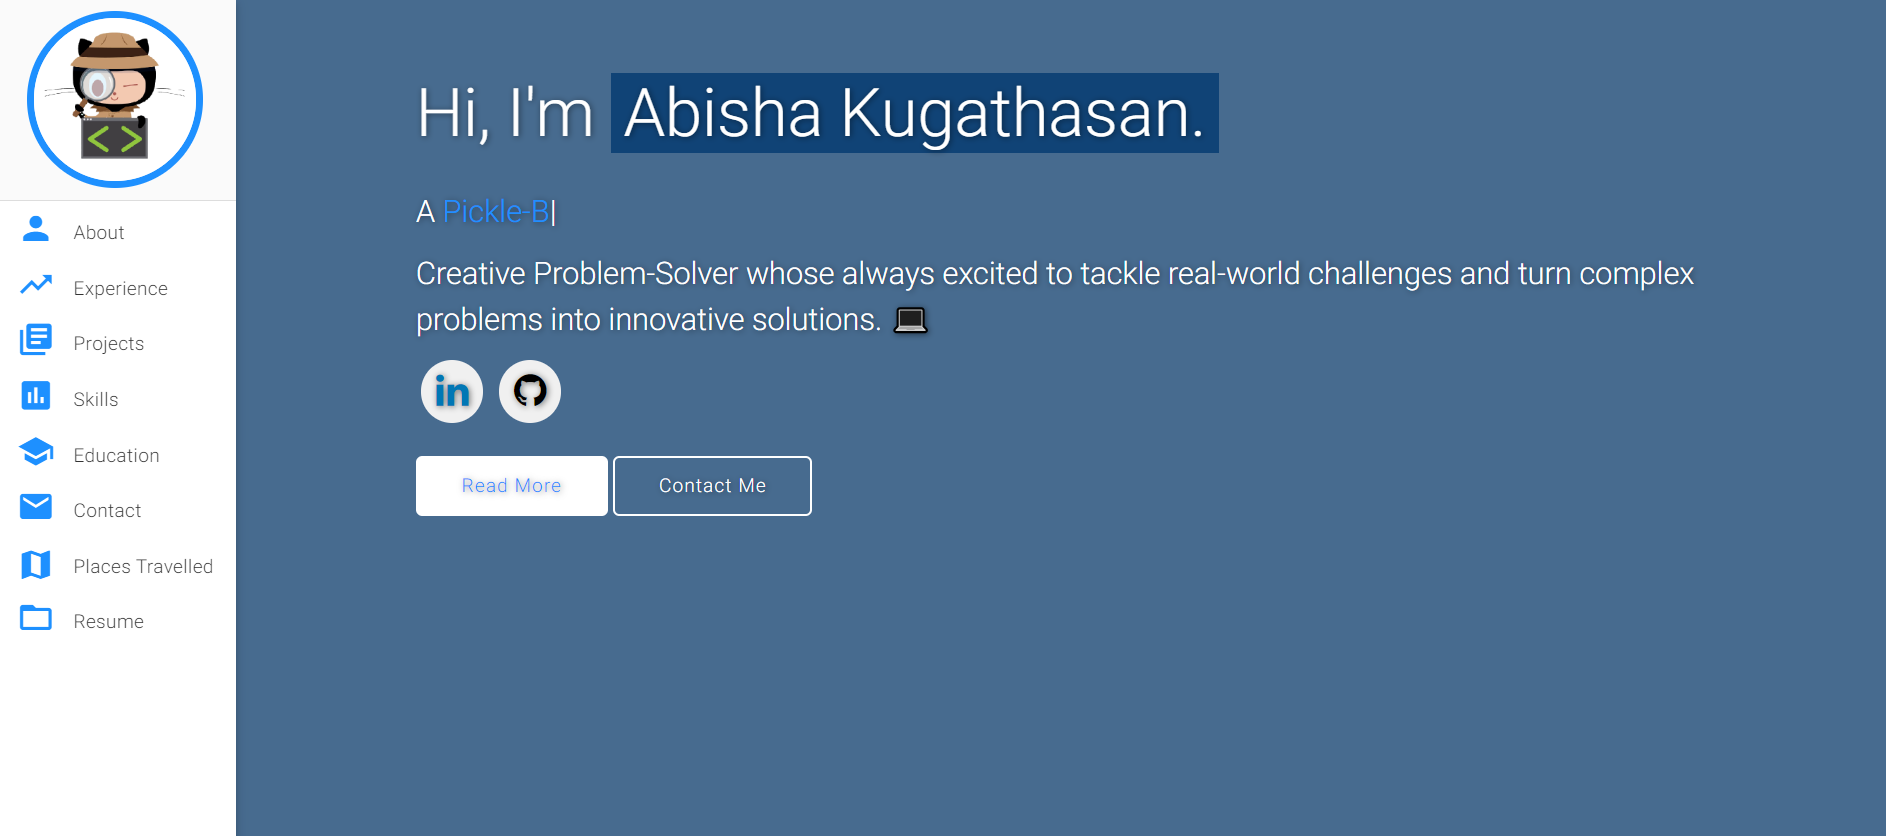 About
Experience
Projects
Skills
Education
Contact
Places Travelled
Resume
Hi, I'm Abisha Kugathasan.
A Pickle-B|
Creative Problem-Solver whose always excited to tackle real-world challenges and turn complex
problems into innovative solutions. 💻
in
Read More
Contact Me